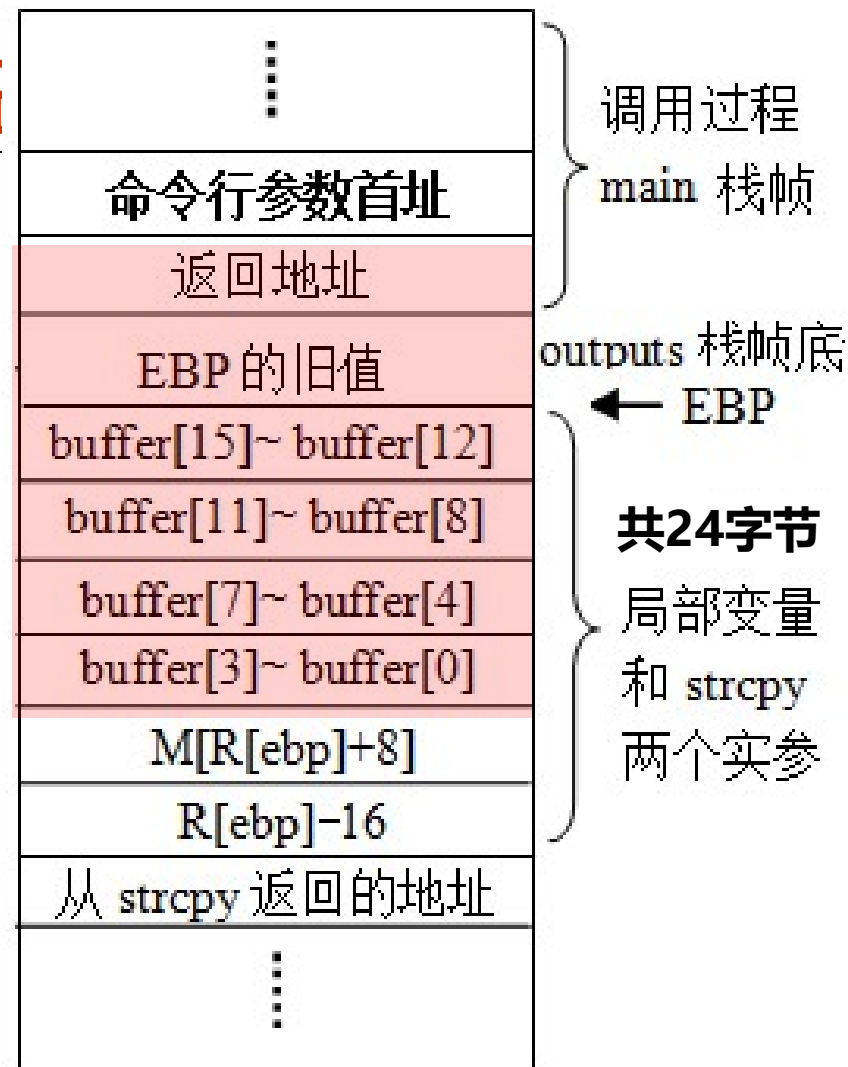 命令行参数首址
返回地址
EBP的旧值
buffer[15]~ buffer[12]
buffer[11]~ buffer[8]
buffer[7]~ buffer[4]
buffer[3]~ buffer[0]
M[R[ebp]+8]
R[ebp]-16
从 strcpy 返回的地址
调用过程
main 栈帧
outputs 栈帧底
EBP
共24字节
局部变量
和 strcpy
两个实参